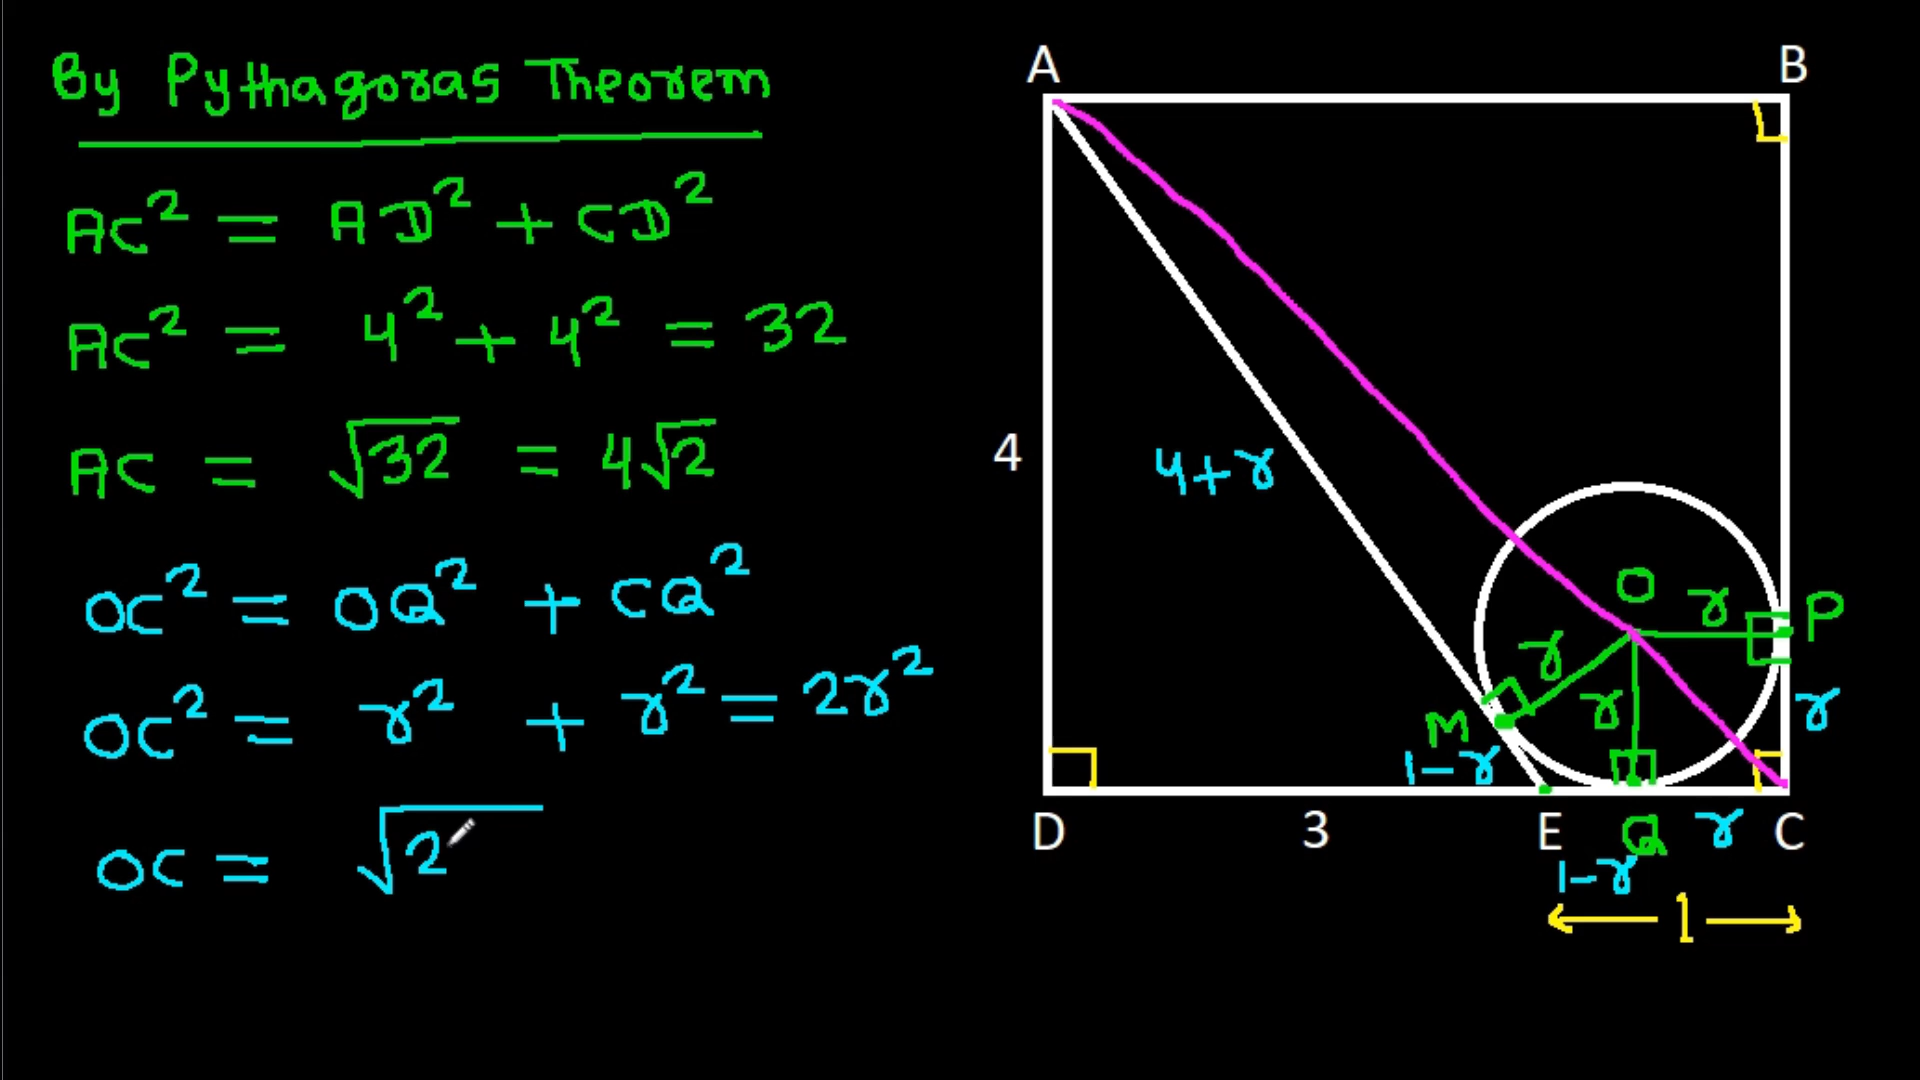 By Pythagoras Theorem
AC² = AD² + CD²
AC² = 4² + 4² = 32
AC = √32 = 4√2
OC² = OQ² + CQ²
OC² = r² + r² = 2r²
OC = √2
A B
4
4+r
O r P
r r r
M
1-r
D 3 E Q r C
1-r
1